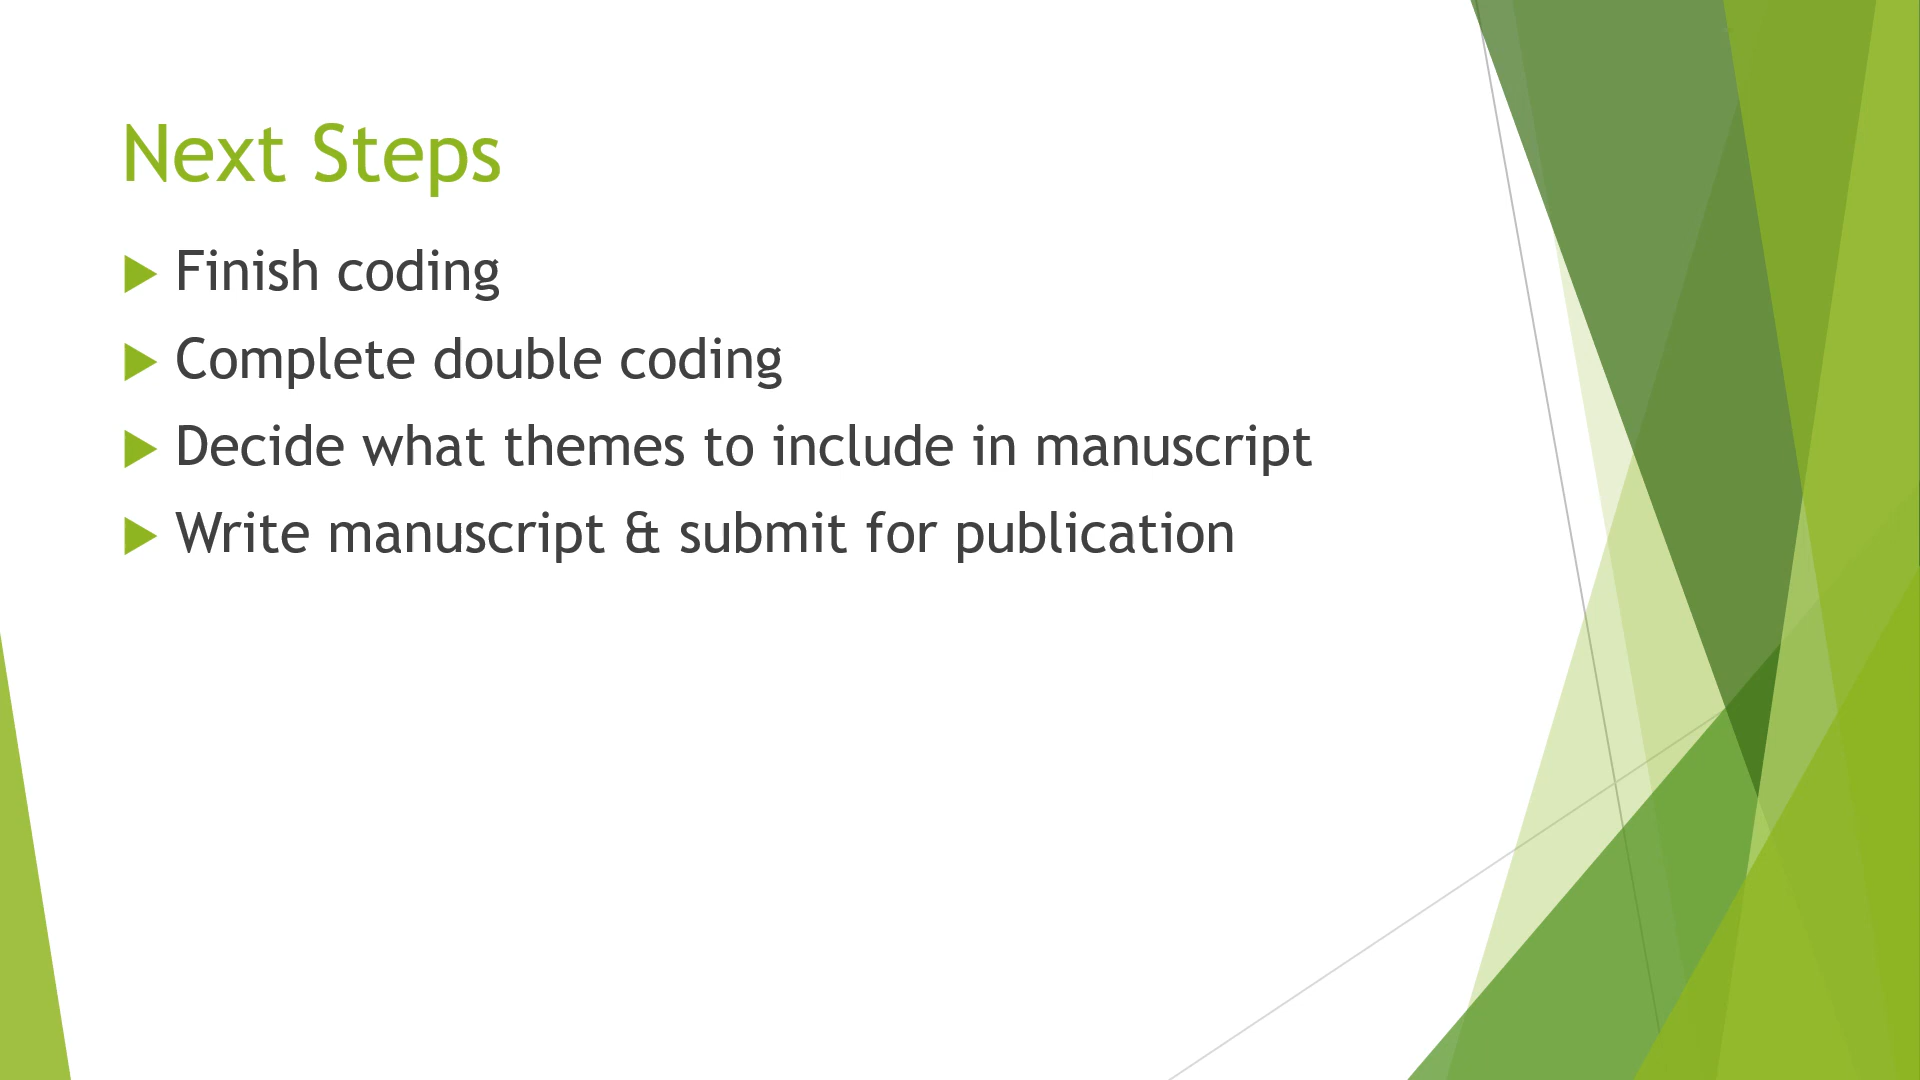 Next Steps
Finish coding
Complete double coding
Decide what themes to include in manuscript
Write manuscript & submit for publication